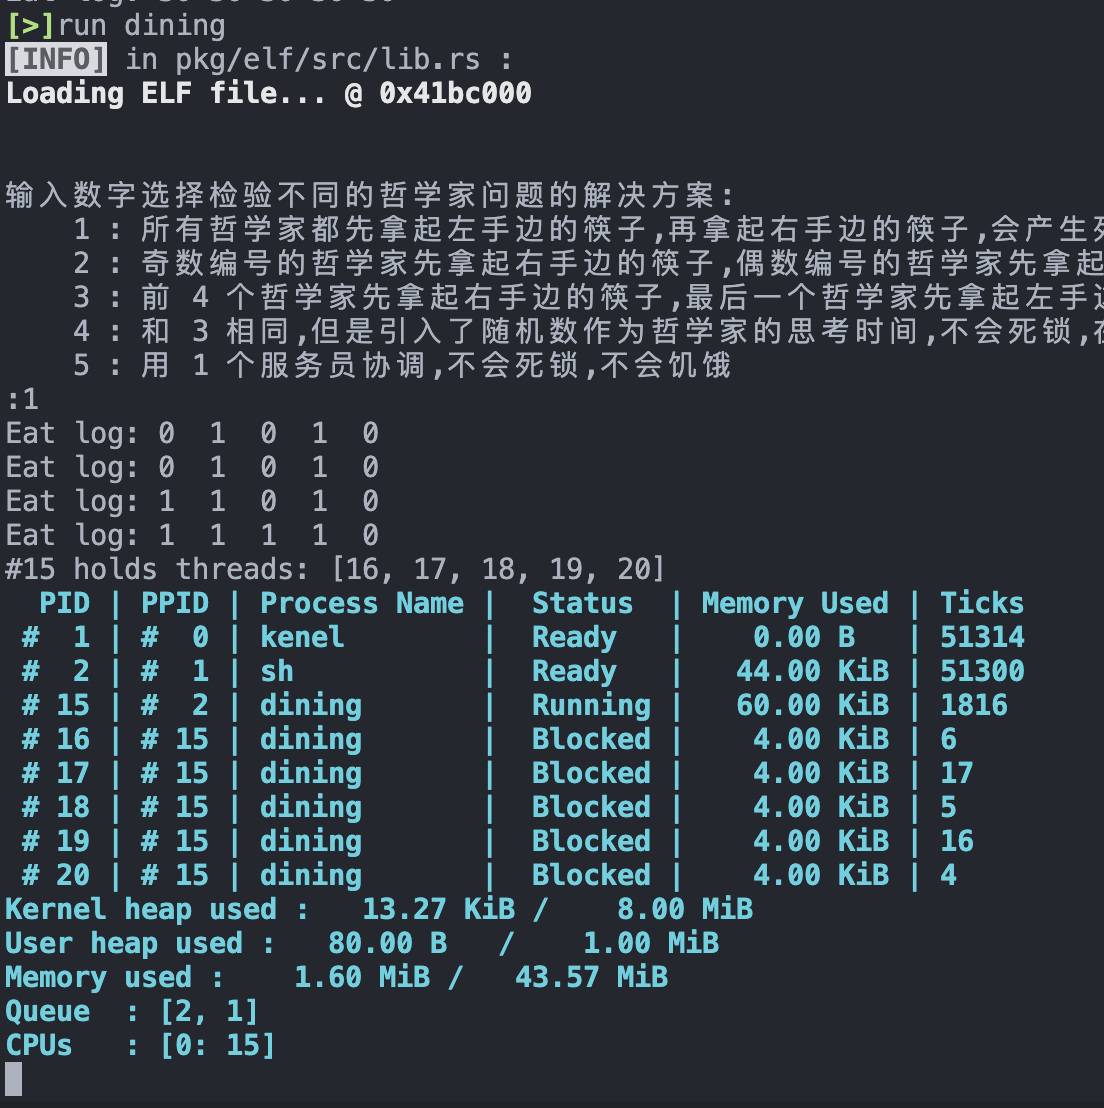 [>]run dining
[INFO] in pkg/elf/src/lib.rs :
Loading ELF file... @ 0x41bc000
输入数字选择检验不同的哲学家问题的解决方案:
1 : 所有哲学家都先拿起左手边的筷子,再拿起右手边的筷子,会产生
2 : 奇数编号的哲学家先拿起右手边的筷子,偶数编号的哲学家先拿起
3 : 前 4 个哲学家先拿起右手边的筷子,最后一个哲学家先拿起左手
4 : 和 3 相同,但是引入了随机数作为哲学家的思考时间,不会死锁,
5 : 用 1 个服务员协调,不会死锁,不会饥饿
:1
Eat log: 0 1 0 1 0
Eat log: 0 1 0 1 0
Eat log: 1 1 0 1 0
Eat log: 1 1 1 1 0
#15 holds threads: [16, 17, 18, 19, 20]
PID | PPID | Process Name | Status | Memory Used | Ticks
# 1 | # 0 | kenel | Ready | 0.00 B | 51314
# 2 | # 1 | sh | Ready | 44.00 KiB | 51300
# 15 | # 2 | dining | Running | 60.00 KiB | 1816
# 16 | # 15 | dining | Blocked | 4.00 KiB | 6
# 17 | # 15 | dining | Blocked | 4.00 KiB | 17
# 18 | # 15 | dining | Blocked | 4.00 KiB | 5
# 19 | # 15 | dining | Blocked | 4.00 KiB | 16
# 20 | # 15 | dining | Blocked | 4.00 KiB | 4
Kernel heap used : 13.27 KiB / 8.00 MiB
User heap used : 80.00 B / 1.00 MiB
Memory used : 1.60 MiB / 43.57 MiB
Queue : [2, 1]
CPUs : [0: 15]